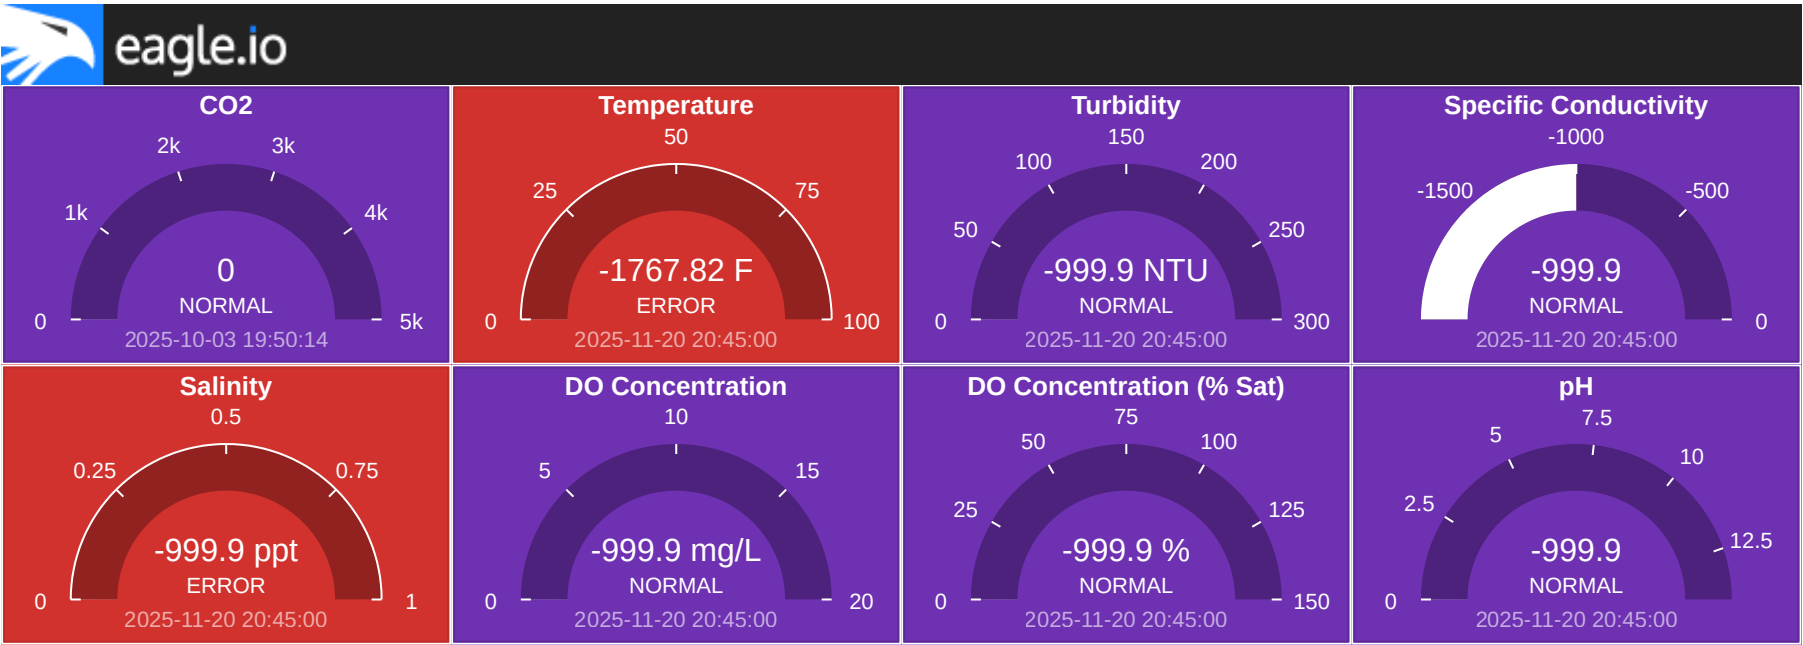 eagle.io
CO2
2k
3k
1k
4k
0
NORMAL
0
5k
2025-10-03 19:50:14
Temperature
50
25
75
-1767.82 F
ERROR
0
100
2025-11-20 20:45:00
Turbidity
150
100
200
50
250
-999.9 NTU
NORMAL
0
300
2025-11-20 20:45:00
Specific Conductivity
-1000
-1500
-500
-999.9
NORMAL
0
2025-11-20 20:45:00
Salinity
0.5
0.25
0.75
-999.9 ppt
ERROR
0
1
2025-11-20 20:45:00
DO Concentration
10
5
15
-999.9 mg/L
NORMAL
0
20
2025-11-20 20:45:00
DO Concentration (% Sat)
75
50
100
25
125
-999.9 %
NORMAL
0
150
2025-11-20 20:45:00
pH
7.5
5
10
2.5
12.5
-999.9
NORMAL
0
2025-11-20 20:45:00